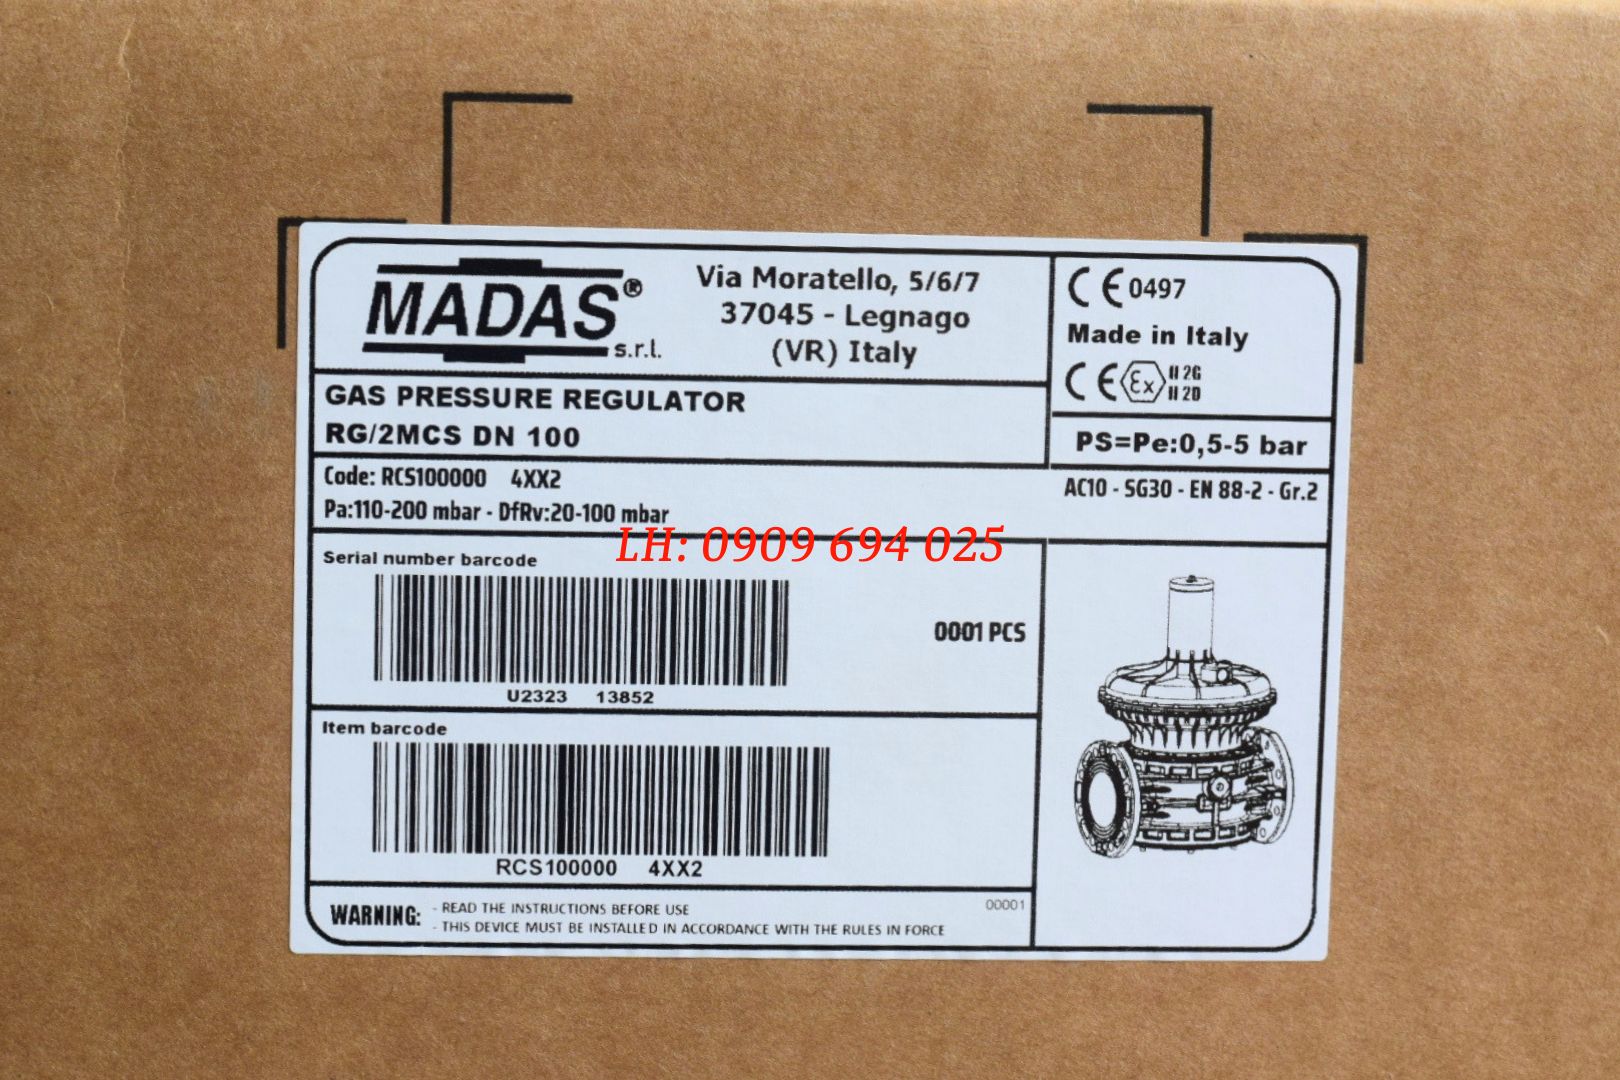 MADAS®
s.r.l.
Via Moratello, 5/6/7
37045 - Legnago
(VR) Italy
CE 0497
Made in Italy
CE Ex II 2G
II 2D
GAS PRESSURE REGULATOR
RG/2MCS DN 100
PS=Pe:0,5-5 bar
Code: RCS100000 4XX2
Pa:110-200 mbar - DfRv:20-100 mbar
AC10 - SG30 - EN 88-2 - Gr.2
LH: 0909 694 025
Serial number barcode
0001 PCS
U2323 13852
Item barcode
RCS100000 4XX2
WARNING:
- READ THE INSTRUCTIONS BEFORE USE
- THIS DEVICE MUST BE INSTALLED IN ACCORDANCE WITH THE RULES IN FORCE
00001